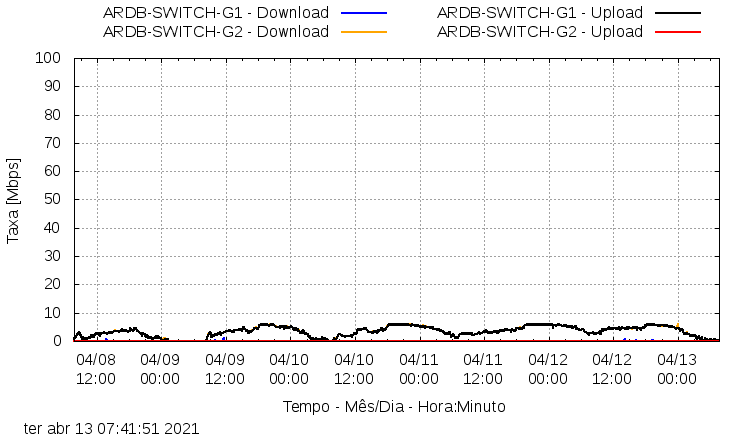 ARDB-SWITCH-G1 - Download ARDB-SWITCH-G1 - Upload
ARDB-SWITCH-G2 - Download ARDB-SWITCH-G2 - Upload
100
90
80
70
60
50
40
30
20
10
0
Taxa [Mbps]
04/08 04/09 04/09 04/10 04/10 04/11 04/11 04/12 04/12 04/13
12:00 00:00 12:00 00:00 12:00 00:00 12:00 00:00 12:00 00:00
Tempo - Mês/Dia - Hora:Minuto
ter abr 13 07:41:51 2021